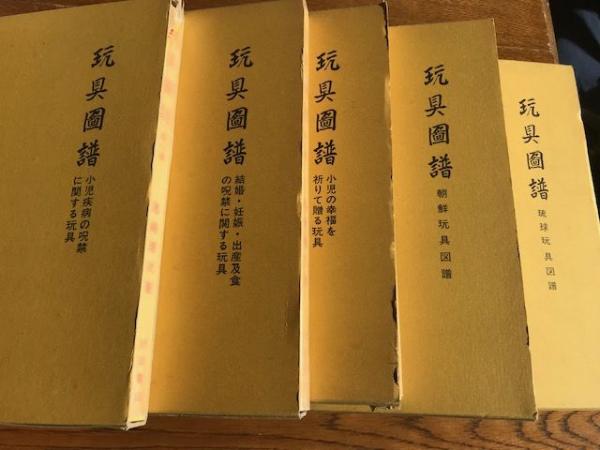 玩具圖譜
小児疾病の呪禁
に関する玩具
玩具圖譜
結婚・妊娠・出産及食
の呪禁に関する玩具
玩具圖譜
小児の幸福を
祈りて贈る玩具
玩具圖譜
朝鮮玩具図譜
玩具圖譜
琉球玩具図譜